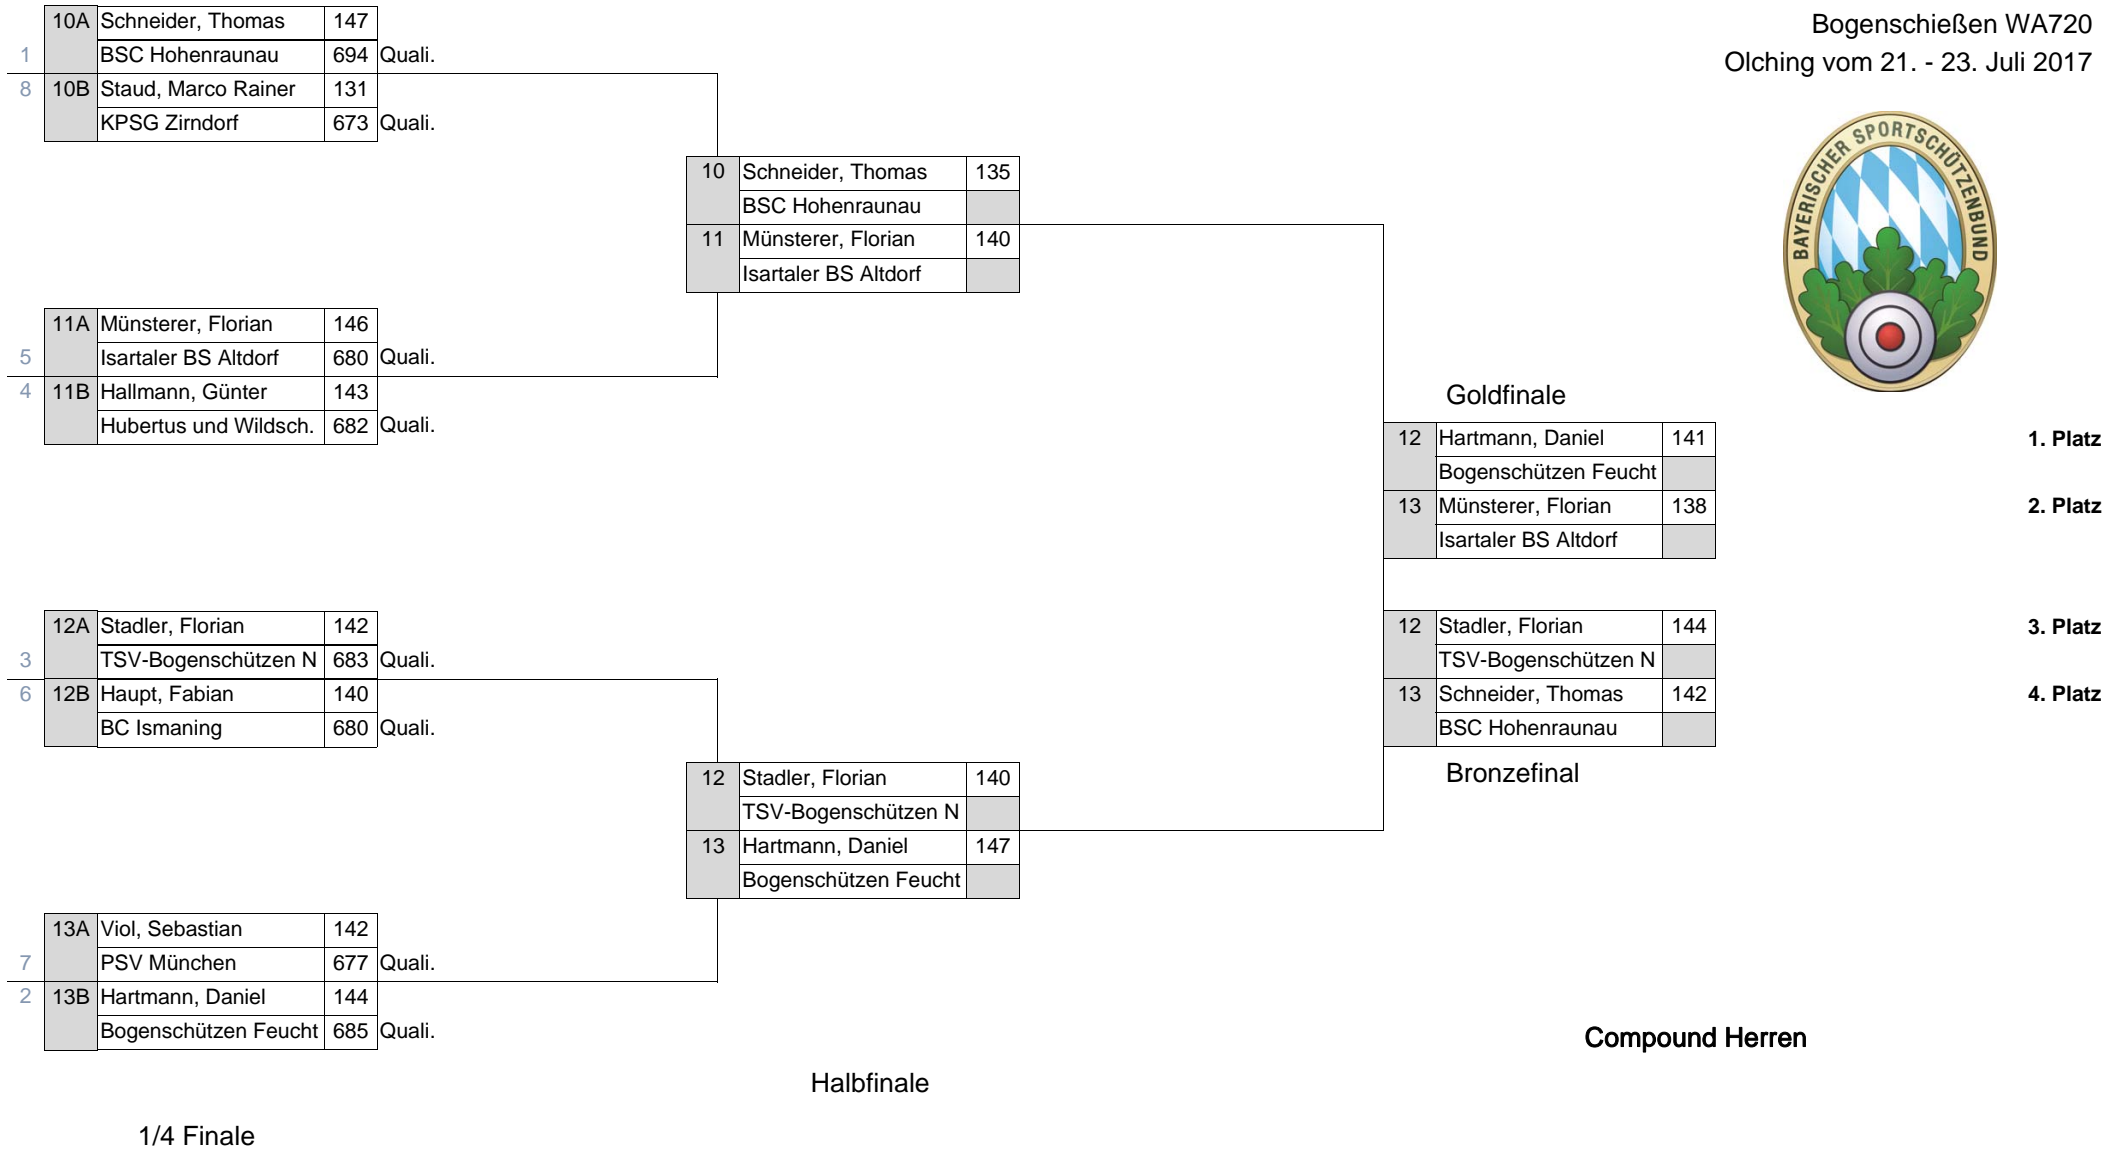 Bogenschießen WA720
Olching vom 21. - 23. Juli 2017
BAYERISCHER SPORTSCHÜTZENBUND
10A Schneider, Thomas 147
1 BSC Hohenraunau 694 Quali.
8 10B Staud, Marco Rainer 131
KPSG Zirndorf 673 Quali.
11A Münsterer, Florian 146
5 Isartaler BS Altdorf 680 Quali.
4 11B Hallmann, Günter 143
Hubertus und Wildsch. 682 Quali.
12A Stadler, Florian 142
3 TSV-Bogenschützen N 683 Quali.
6 12B Haupt, Fabian 140
BC Ismaning 680 Quali.
13A Viol, Sebastian 142
7 PSV München 677 Quali.
2 13B Hartmann, Daniel 144
Bogenschützen Feucht 685 Quali.
1/4 Finale
10 Schneider, Thomas 135
BSC Hohenraunau
11 Münsterer, Florian 140
Isartaler BS Altdorf
12 Stadler, Florian 140
TSV-Bogenschützen N
13 Hartmann, Daniel 147
Bogenschützen Feucht
Halbfinale
Goldfinale
12 Hartmann, Daniel 141 1. Platz
Bogenschützen Feucht
13 Münsterer, Florian 138 2. Platz
Isartaler BS Altdorf
12 Stadler, Florian 144 3. Platz
TSV-Bogenschützen N
13 Schneider, Thomas 142 4. Platz
BSC Hohenraunau
Bronzefinal
Compound Herren